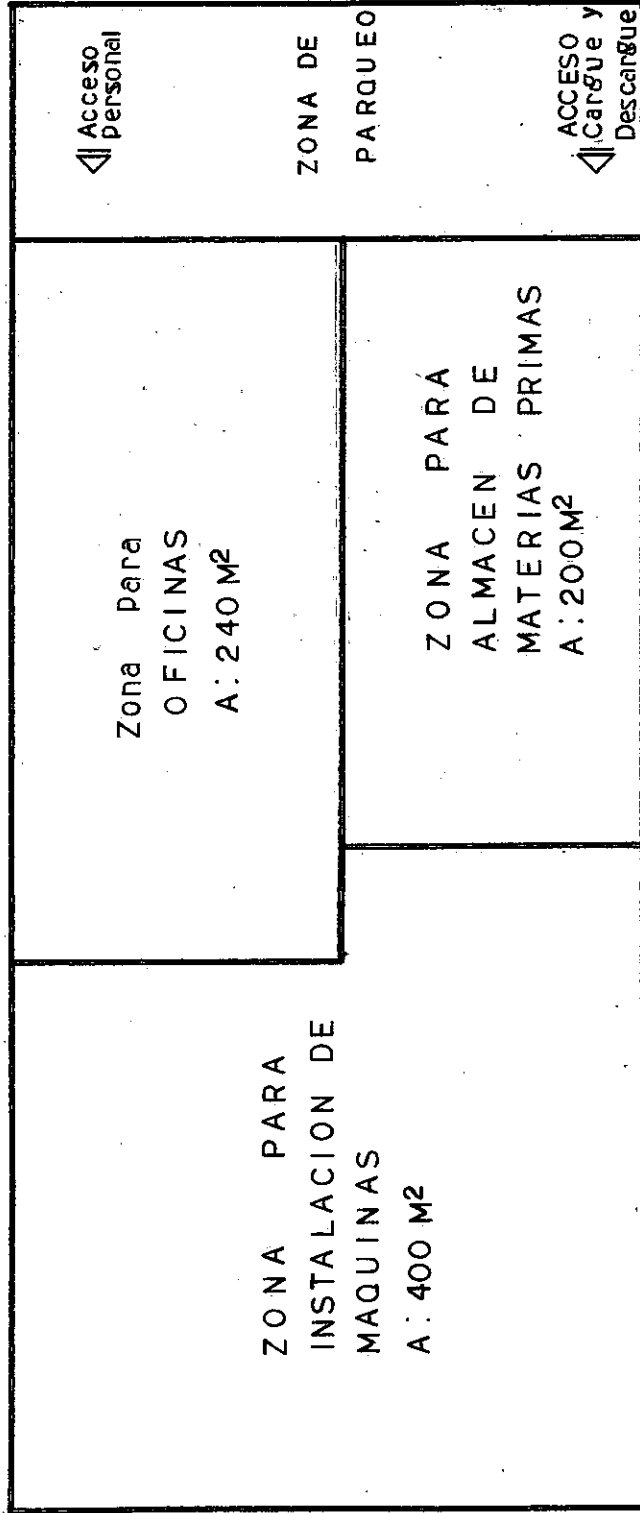 Zona para
OFICINAS
A: 240 M²
Acceso
personal
ZONA DE
PARQUEO
ZONA PARA
INSTALACION DE
MAQUINAS
A: 400 M²
ZONA PARÁ
ALMACEN DE
MATERIAS PRIMAS
A: 200 M²
ACCESO
Cargue y
Descargue